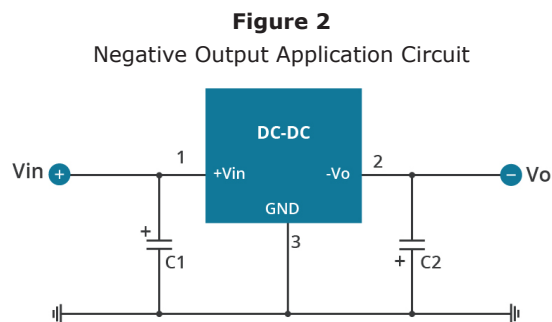 Figure 2
Negative Output Application Circuit
DC-DC
Vin + 1 +Vin -Vo 2 − Vo
GND
3
+ C1
+ C2